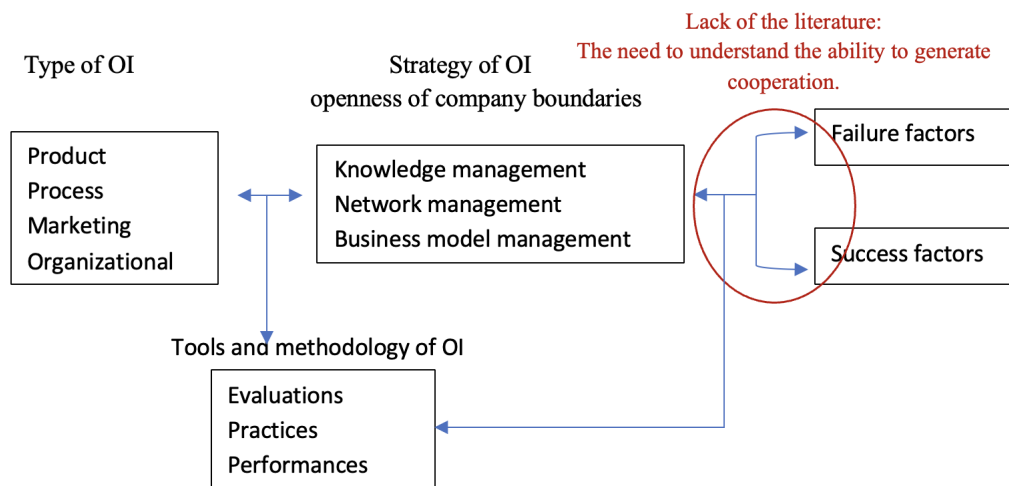 Lack of the literature:
The need to understand the ability to generate
cooperation.
Type of OI
Strategy of OI
openness of company boundaries
Product
Process
Marketing
Organizational
Knowledge management
Network management
Business model management
Failure factors
Success factors
Tools and methodology of OI
Evaluations
Practices
Performances